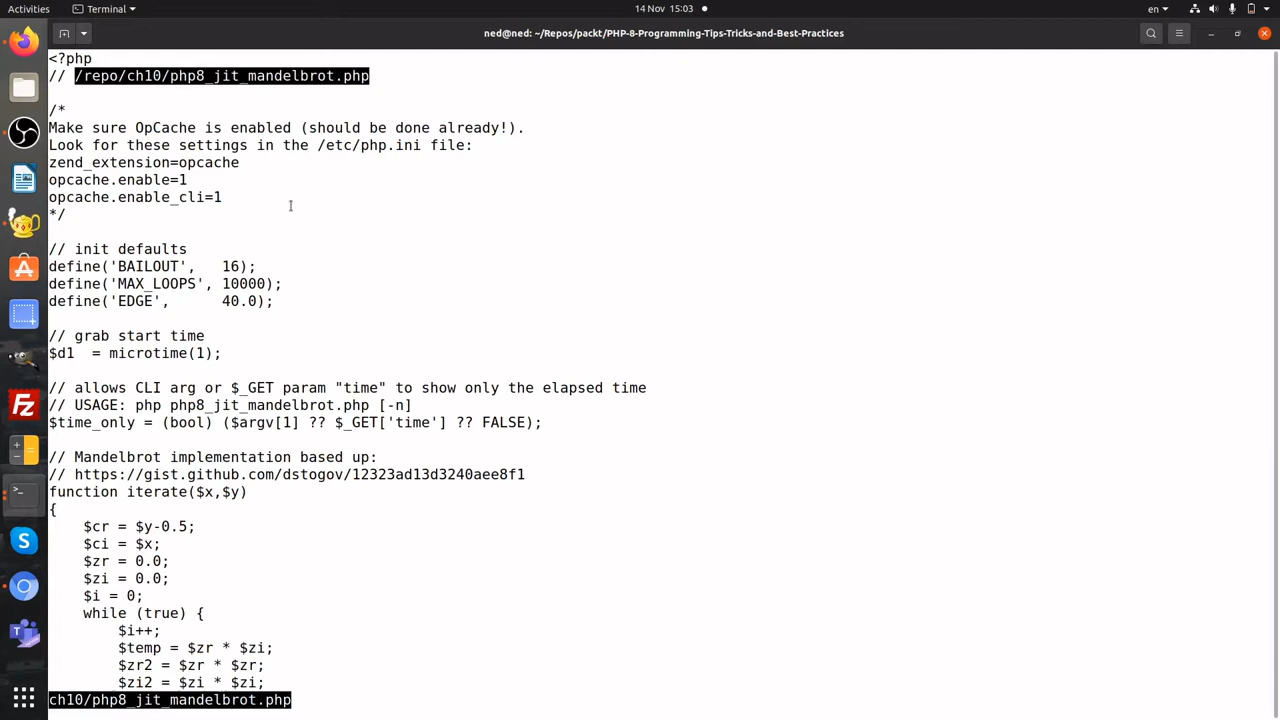 Activities
Terminal
14 Nov 15:03
en
ned@ned: ~/Repos/packt/PHP-8-Programming-Tips-Tricks-and-Best-Practices
<?php
// /repo/ch10/php8_jit_mandelbrot.php
/*
Make sure OpCache is enabled (should be done already!).
Look for these settings in the /etc/php.ini file:
zend_extension=opcache
opcache.enable=1
opcache.enable_cli=1
*/
// init defaults
define('BAILOUT',   16);
define('MAX_LOOPS', 10000);
define('EDGE',      40.0);
// grab start time
$d1  = microtime(1);
// allows CLI arg or $_GET param "time" to show only the elapsed time
// USAGE: php php8_jit_mandelbrot.php [-n]
$time_only = (bool) ($argv[1] ?? $_GET['time'] ?? FALSE);
// Mandelbrot implementation based up:
// https://gist.github.com/dstogov/12323ad13d3240aee8f1
function iterate($x,$y)
{
    $cr = $y-0.5;
    $ci = $x;
    $zr = 0.0;
    $zi = 0.0;
    $i = 0;
    while (true) {
        $i++;
        $temp = $zr * $zi;
        $zr2 = $zr * $zr;
        $zi2 = $zi * $zi;
ch10/php8_jit_mandelbrot.php